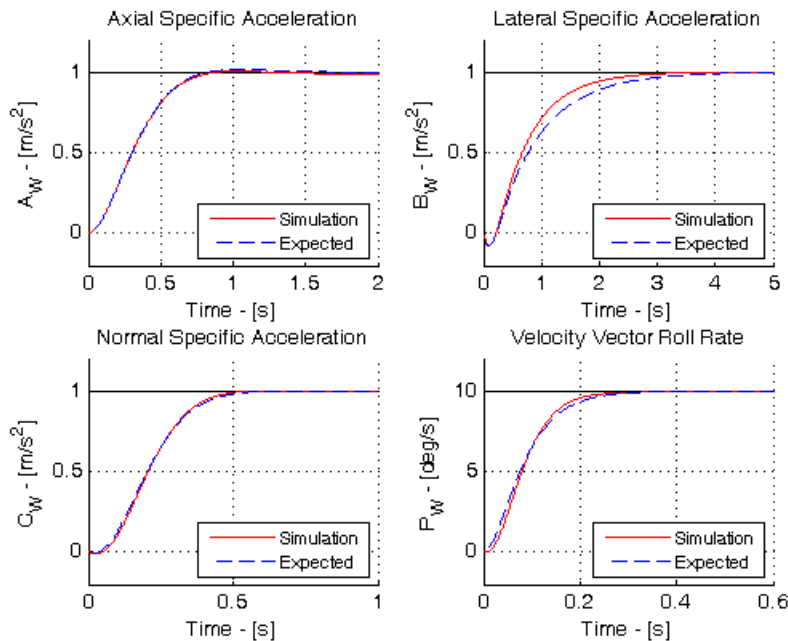 Axial Specific Acceleration
1
0.5
0
A_W - [m/s²]
Simulation
Expected
0 0.5 1 1.5 2
Time - [s]
Lateral Specific Acceleration
1
0.5
0
B_W - [m/s²]
Simulation
Expected
0 1 2 3 4 5
Time - [s]
Normal Specific Acceleration
1
0.5
0
C_W - [m/s²]
Simulation
Expected
0 0.5 1
Time - [s]
Velocity Vector Roll Rate
10
5
0
P_W - [deg/s]
Simulation
Expected
0 0.2 0.4 0.6
Time - [s]